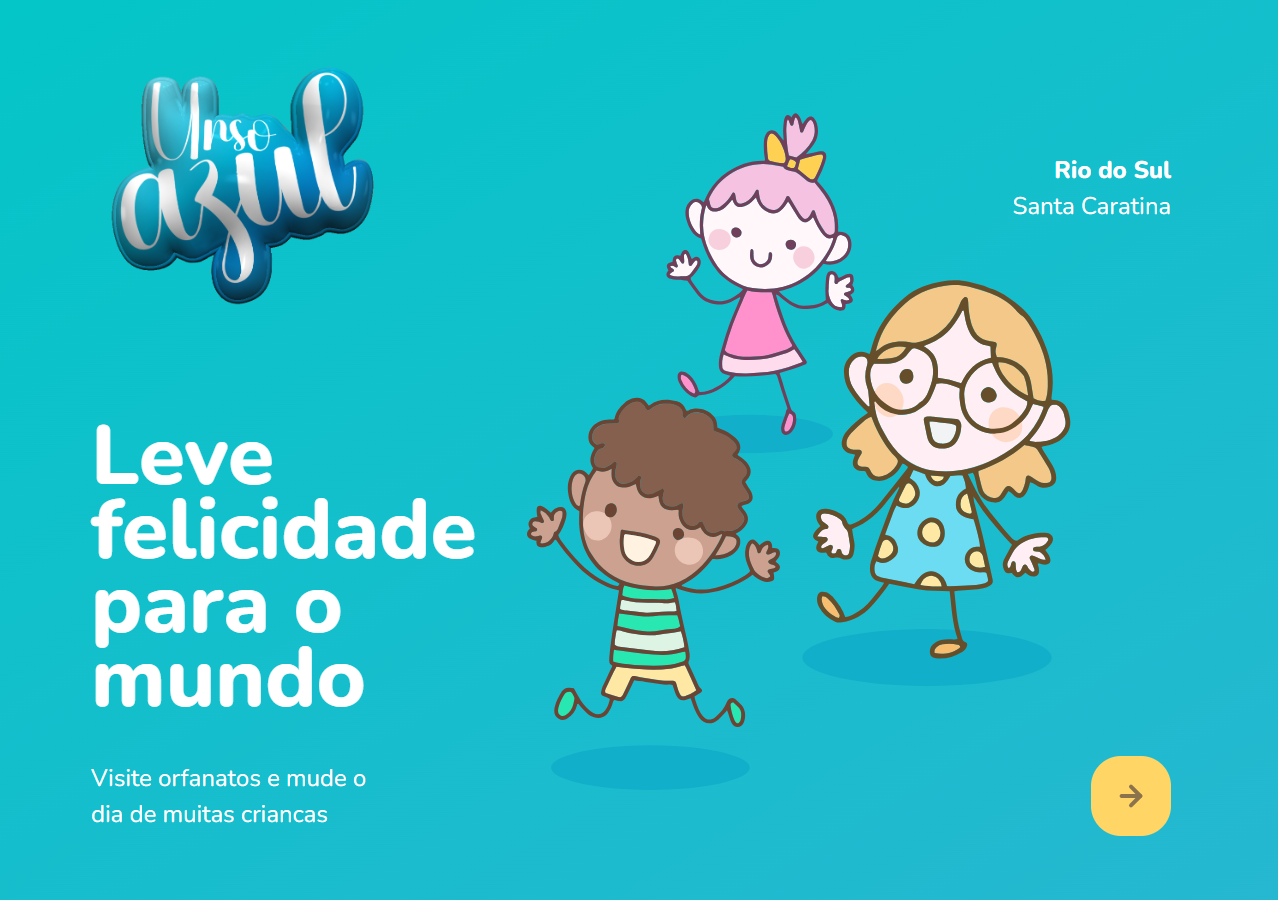 Urso
azul
Rio do Sul
Santa Caratina
Leve
felicidade
para o
mundo
Visite orfanatos e mude o
dia de muitas criancas